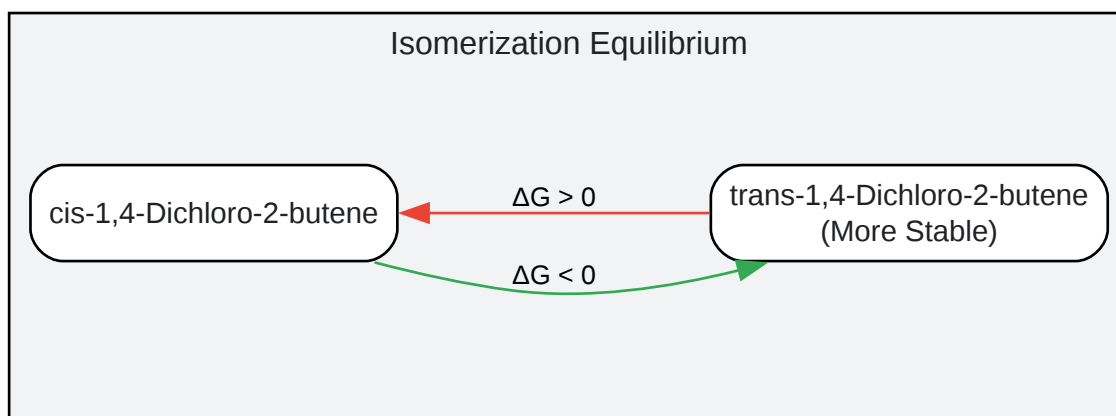 Isomerization Equilibrium
cis-1,4-Dichloro-2-butene
ΔG > 0
trans-1,4-Dichloro-2-butene
(More Stable)
ΔG < 0